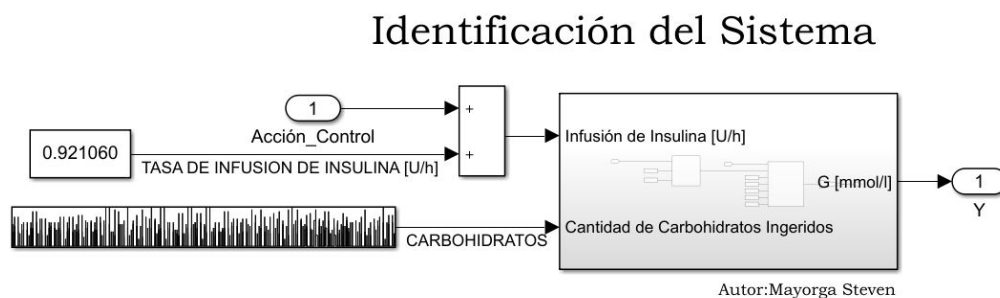 Identificación del Sistema
1
Acción_Control
+
+
0.921060
TASA DE INFUSION DE INSULINA [U/h]
Infusión de Insulina [U/h]
G [mmol/l]
1
Y
CARBOHIDRATOS
Cantidad de Carbohidratos Ingeridos
Autor:Mayorga Steven